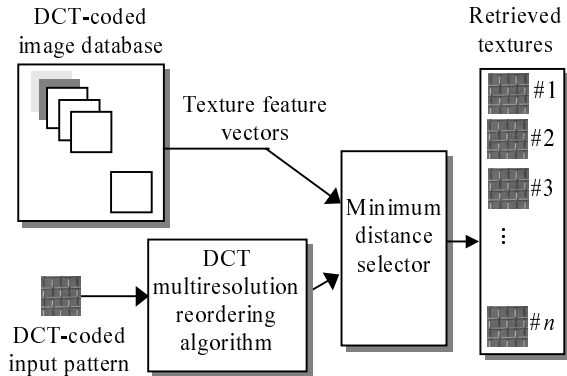 DCT-coded
image database
Retrieved
textures
Texture feature
vectors
#1
#2
#3
⋮
#n
Minimum
distance
selector
DCT
multiresolution
reordering
algorithm
DCT-coded
input pattern